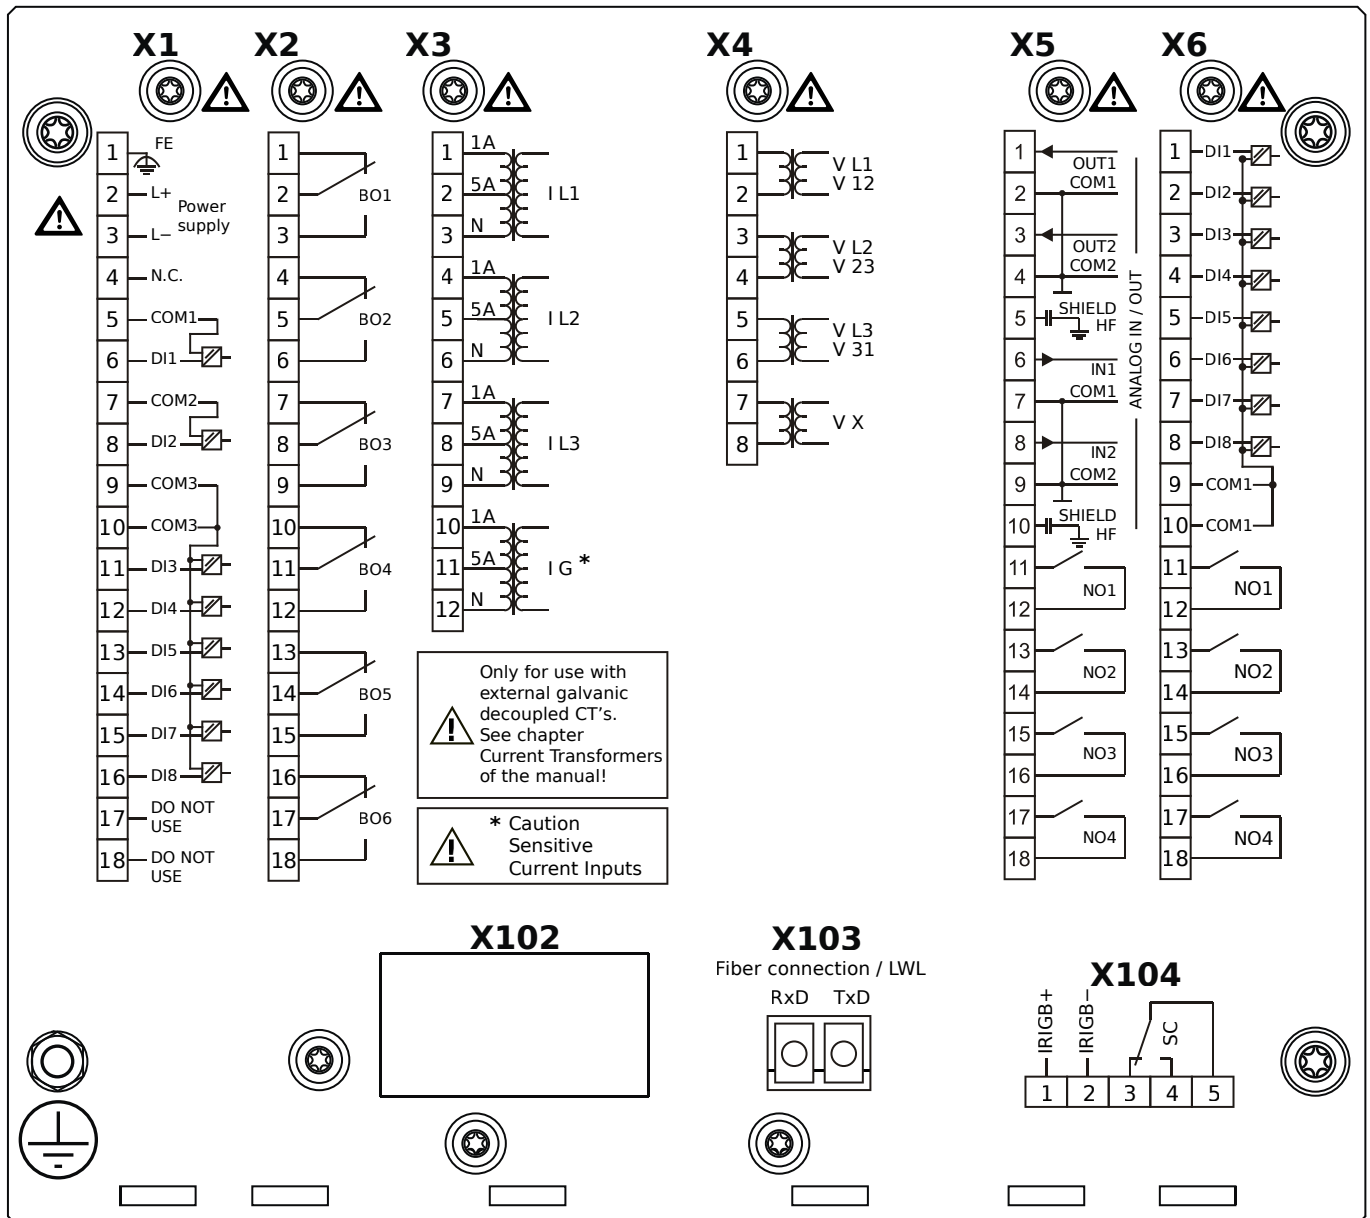 X1
X2
X3
X4
X5
X6
1
FE
2
L+
Power
supply
3
L–
4
N.C.
5
COM1
6
DI1
7
COM2
8
DI2
9
COM3
10
COM3
11
DI3
12
DI4
13
DI5
14
DI6
15
DI7
16
DI8
17
DO NOT
USE
18
DO NOT
USE
1
2
BO1
3
4
5
BO2
6
7
8
BO3
9
10
11
BO4
12
13
14
BO5
15
16
17
BO6
18
1
1A
2
5A
I L1
3
N
4
1A
5
5A
I L2
6
N
7
1A
8
5A
I L3
9
N
10
1A
11
5A
I G *
12
N
Only for use with
external galvanic
decoupled CT's.
See chapter
Current Transformers
of the manual!
* Caution
Sensitive
Current Inputs
1
V L1
2
V 12
3
V L2
4
V 23
5
V L3
6
V 31
7
V X
8
1
OUT1
2
COM1
3
OUT2
4
COM2
5
SHIELD
HF
6
IN1
7
COM1
8
IN2
9
COM2
10
SHIELD
HF
ANALOG IN / OUT
11
NO1
12
13
NO2
14
15
NO3
16
17
NO4
18
1
DI1
2
DI2
3
DI3
4
DI4
5
DI5
6
DI6
7
DI7
8
DI8
9
COM1
10
COM1
11
NO1
12
13
NO2
14
15
NO3
16
17
NO4
18
X102
X103
Fiber connection / LWL
RxD TxD
X104
IRIGB+
IRIGB–
SC
1 2 3 4 5